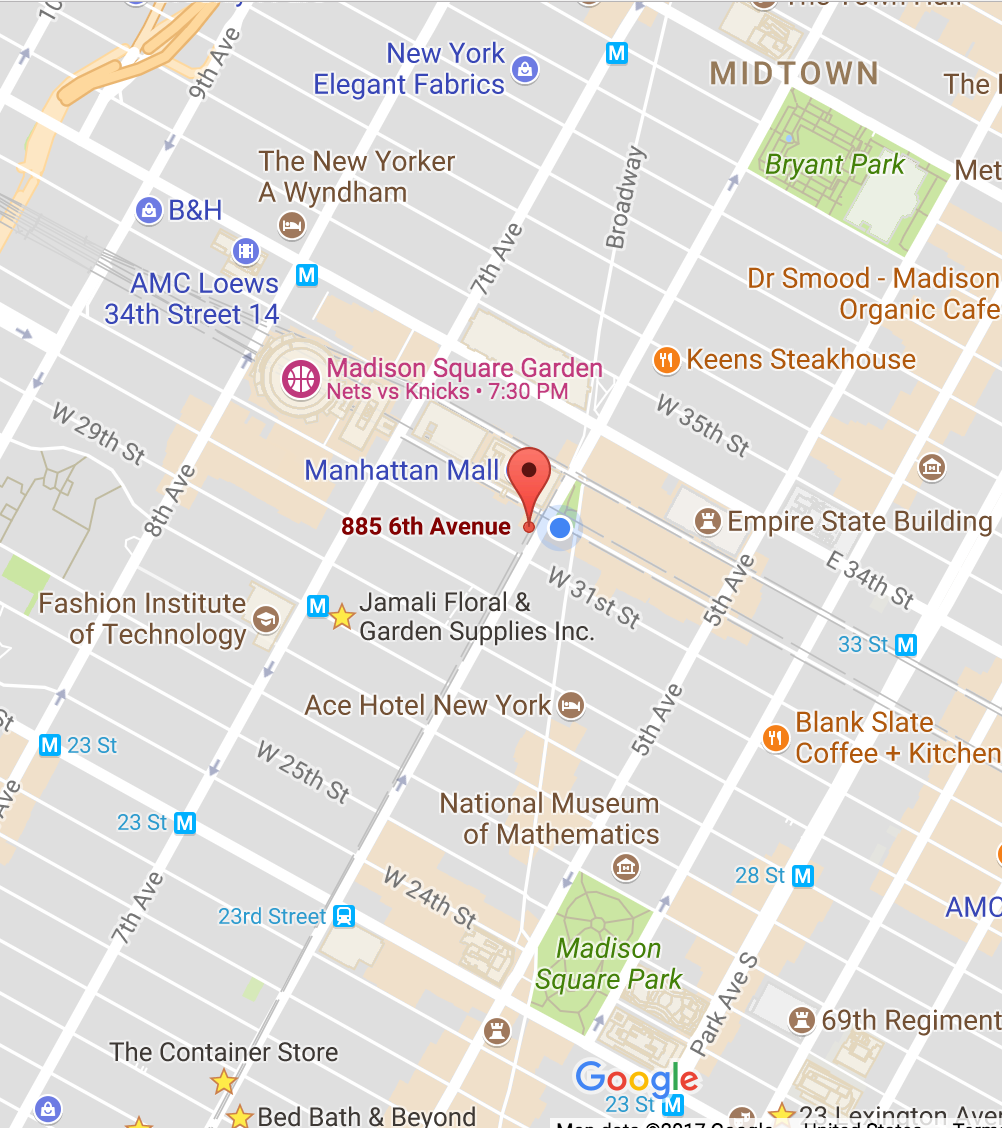 The Town Hall
10
9th Ave
New York
Elegant Fabrics
M
MIDTOWN
The
Bryant Park
Met
The New Yorker
A Wyndham
Broadway
B&H
7th Ave
AMC Loews
34th Street 14
M
Dr Smood - Madison
Organic Cafe
Madison Square Garden
Nets vs Knicks • 7:30 PM
Keens Steakhouse
W 29th St
W 35th St
Manhattan Mall
8th Ave
885 6th Avenue
Empire State Building
E 34th St
W 31st St
5th Ave
Fashion Institute
of Technology
M
Jamali Floral &
Garden Supplies Inc.
33 St M
Ace Hotel New York
5th Ave
St
M 23 St
Blank Slate
Coffee + Kitchen
W 25th St
Ave
23 St M
National Museum
of Mathematics
28 St M
W 24th St
7th Ave
23rd Street
AMC
Madison
Square Park
Park Ave S
69th Regiment
The Container Store
Google
23 St M
Bed Bath & Beyond
23 Lexington Aven
Map data ©2017 Google
United States
Terms